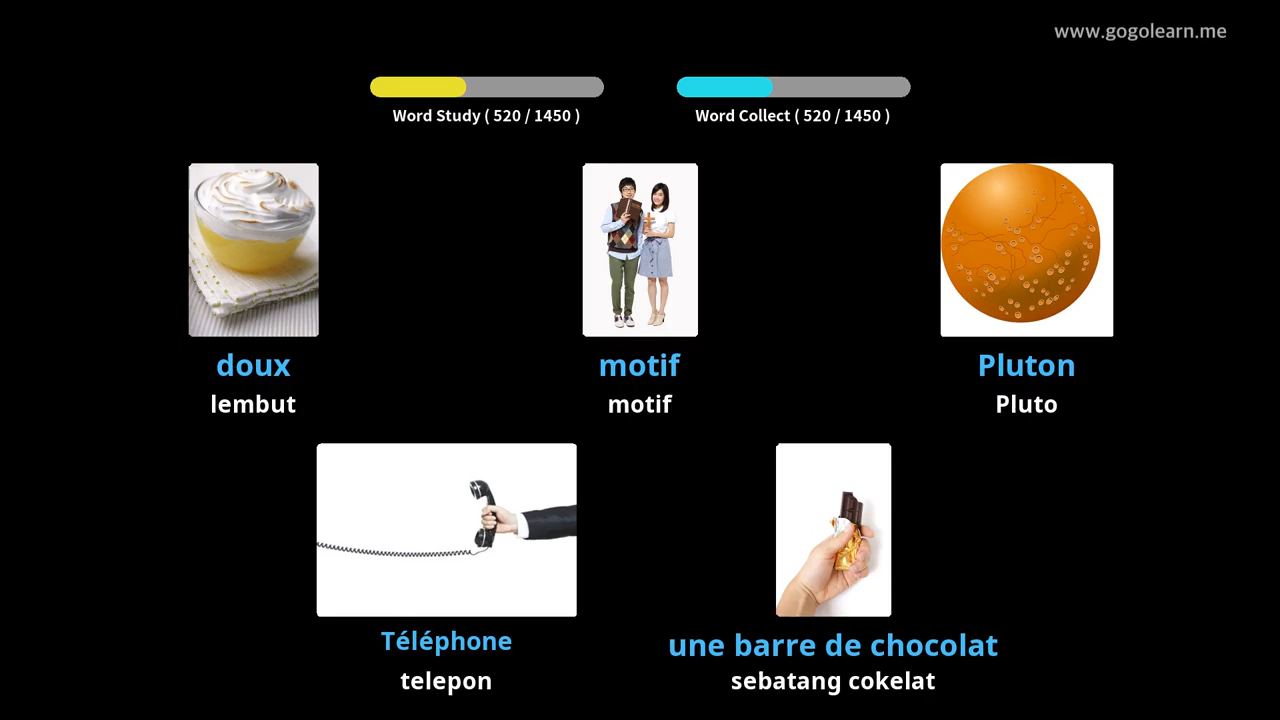 www.gogolearn.me
Word Study ( 520 / 1450 )
Word Collect ( 520 / 1450 )
doux
lembut
motif
motif
Pluton
Pluto
Téléphone
telepon
une barre de chocolat
sebatang cokelat